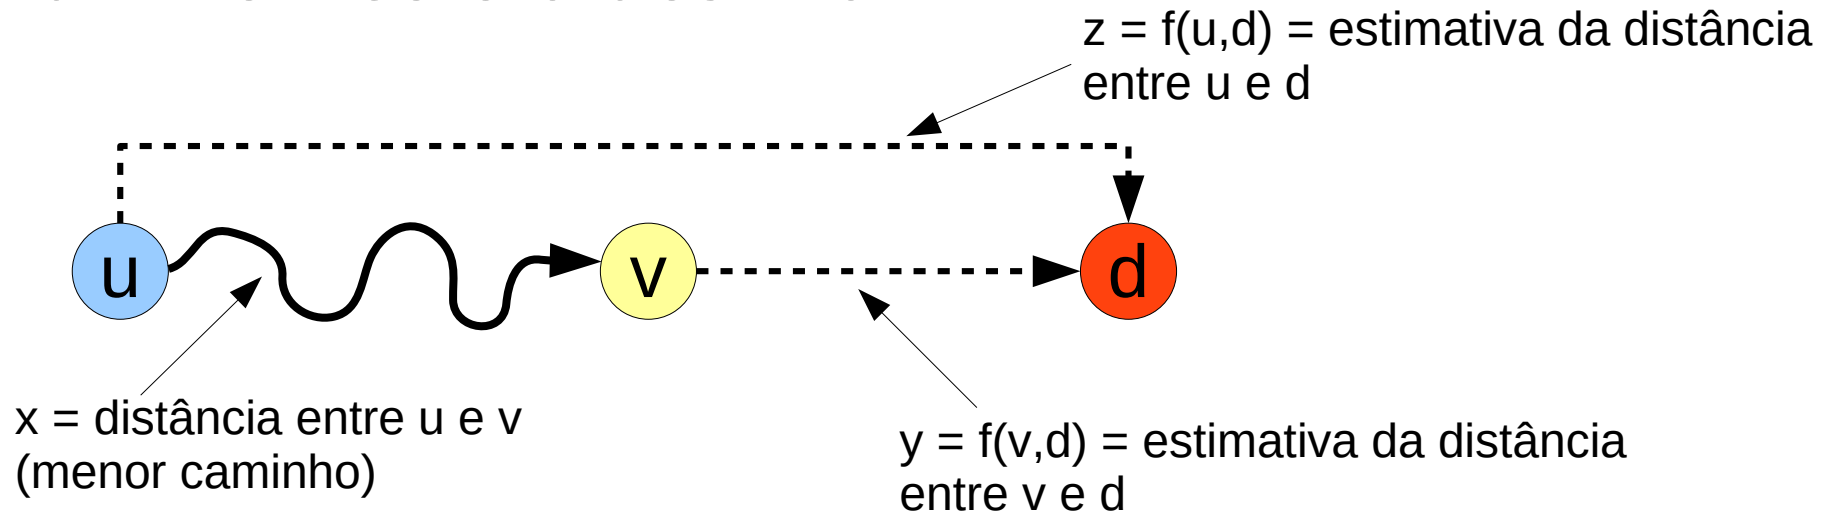 z = f(u,d) = estimativa da distância
entre u e d
u
v
d
x = distância entre u e v
(menor caminho)
y = f(v,d) = estimativa da distância
entre v e d